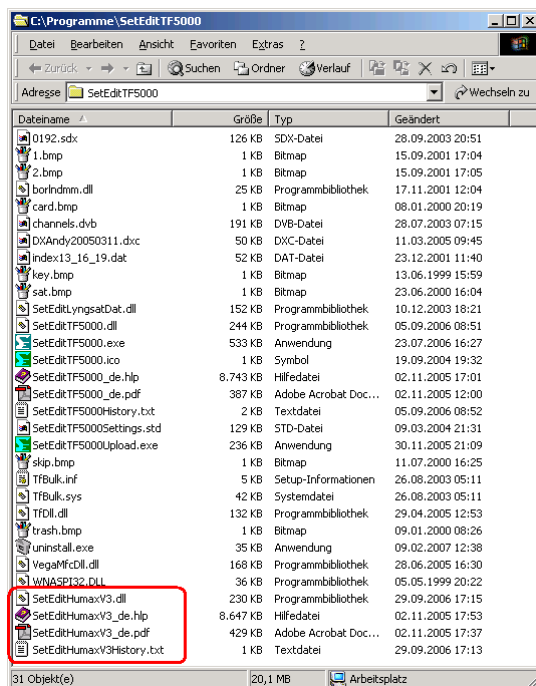 C:\Programme\SetEditTF5000
Datei Bearbeiten Ansicht Favoriten Extras ?
Zurück Suchen Ordner Verlauf
Adresse SetEditTF5000 Wechseln zu
Dateiname Größe Typ Geändert
0192.sdx 126 KB SDX-Datei 28.09.2003 20:51
1.bmp 1 KB Bitmap 15.09.2001 17:04
2.bmp 1 KB Bitmap 15.09.2001 17:05
borlndmm.dll 25 KB Programmbibliothek 17.11.2001 12:04
card.bmp 1 KB Bitmap 08.01.2000 20:19
channels.dvb 191 KB DVB-Datei 28.07.2003 07:15
DXAndy20050311.dxc 50 KB DXC-Datei 11.03.2005 09:45
index13_16_19.dat 52 KB DAT-Datei 23.12.2001 11:40
key.bmp 1 KB Bitmap 13.06.1999 15:59
sat.bmp 1 KB Bitmap 23.06.2000 16:04
SetEditLyngsatDat.dll 152 KB Programmbibliothek 10.12.2003 18:21
SetEditTF5000.dll 244 KB Programmbibliothek 05.09.2006 08:51
SetEditTF5000.exe 533 KB Anwendung 23.07.2006 16:27
SetEditTF5000.ico 1 KB Symbol 19.09.2004 19:32
SetEditTF5000_de.hlp 8.743 KB Hilfedatei 02.11.2005 17:01
SetEditTF5000_de.pdf 387 KB Adobe Acrobat Doc... 02.11.2005 12:00
SetEditTF5000History.txt 2 KB Textdatei 05.09.2006 08:52
SetEditTF5000Settings.std 129 KB STD-Datei 09.03.2004 21:31
SetEditTF5000Upload.exe 236 KB Anwendung 30.11.2005 21:09
skip.bmp 1 KB Bitmap 11.07.2000 16:25
TfBulk.inf 5 KB Setup-Informationen 26.08.2003 05:11
TfBulk.sys 42 KB Systemdatei 26.08.2003 05:11
TfDll.dll 132 KB Programmbibliothek 29.04.2005 12:53
trash.bmp 1 KB Bitmap 09.01.2000 08:26
uninstall.exe 35 KB Anwendung 09.02.2007 12:38
VegaMfcDll.dll 168 KB Programmbibliothek 28.06.2005 16:30
WNASPI32.DLL 36 KB Programmbibliothek 05.05.1999 20:22
SetEditHumaxV3.dll 230 KB Programmbibliothek 29.09.2006 17:15
SetEditHumaxV3_de.hlp 8.647 KB Hilfedatei 02.11.2005 17:53
SetEditHumaxV3_de.pdf 429 KB Adobe Acrobat Doc... 02.11.2005 17:37
SetEditHumaxV3History.txt 1 KB Textdatei 29.09.2006 17:13
31 Objekt(e) 20,1 MB Arbeitsplatz